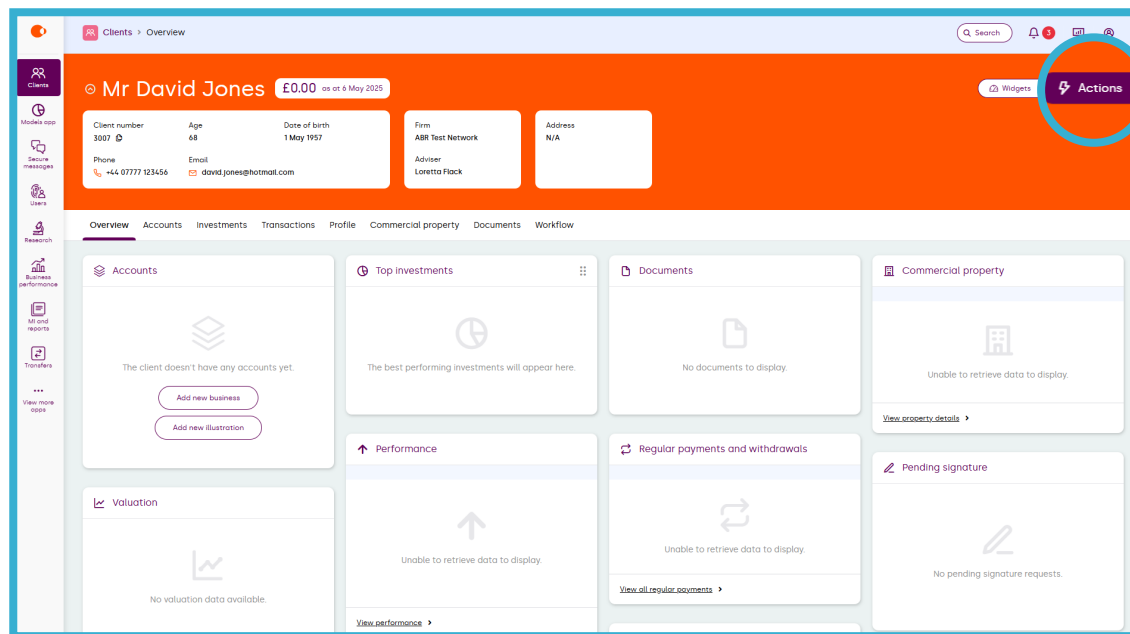 Clients > Overview
Search
3
Clients
Models app
Secure
messages
Users
Research
Business
performance
MI and
reports
Transfers
View more
apps
Mr David Jones
£0.00 as at 6 May 2025
Widgets
Actions
Client number
3007
Age
68
Date of birth
1 May 1957
Phone
+44 07777 123456
Email
david.jones@hotmail.com
Firm
ABR Test Network
Adviser
Loretta Flack
Address
N/A
Overview Accounts Investments Transactions Profile Commercial property Documents Workflow
Accounts
The client doesn't have any accounts yet.
Add new business
Add new illustration
Top investments
The best performing investments will appear here.
Documents
No documents to display.
Commercial property
Unable to retrieve data to display.
View property details >
Performance
Unable to retrieve data to display.
View performance >
Regular payments and withdrawals
Unable to retrieve data to display.
View all regular payments >
Pending signature
No pending signature requests.
Valuation
No valuation data available.